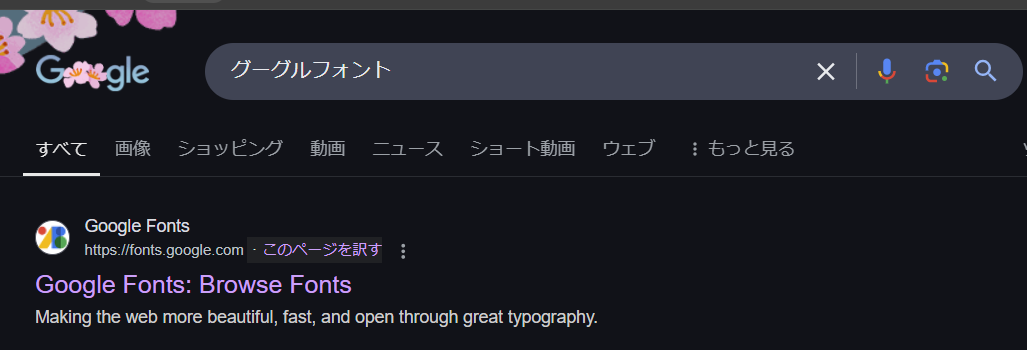 Google
グーグルフォント
すべて 画像 ショッピング 動画 ニュース ショート動画 ウェブ もっと見る
Google Fonts
https://fonts.google.com · このページを訳す
Google Fonts: Browse Fonts
Making the web more beautiful, fast, and open through great typography.